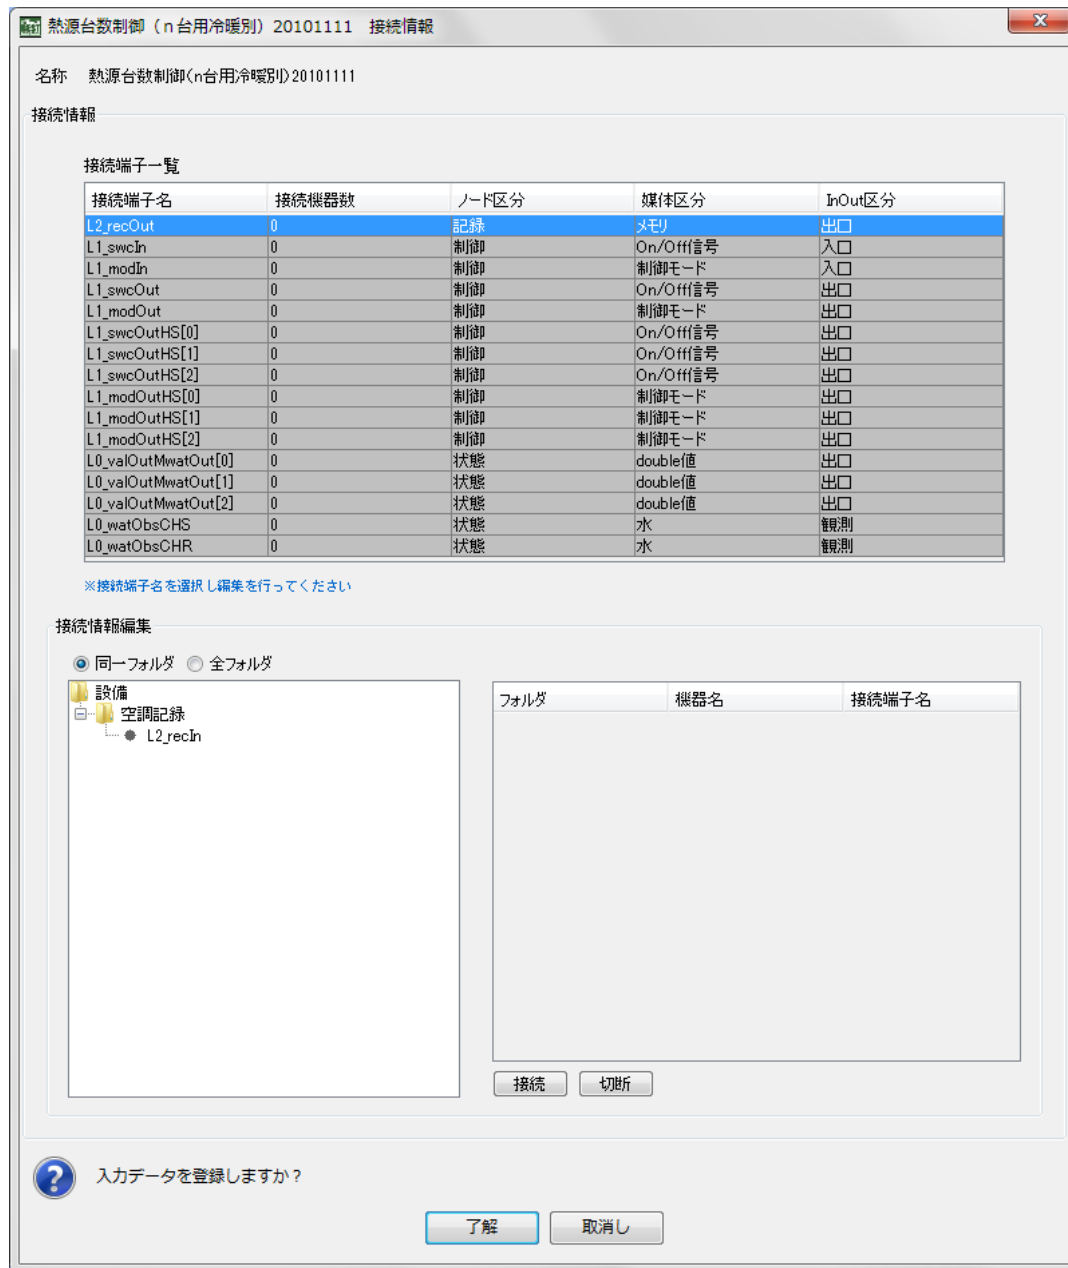 熱源台数制御（ｎ台用冷暖別）20101111　接続情報
名称　熱源台数制御(n台用冷暖別)20101111
接続情報
接続端子一覧
接続端子名 接続機器数 ノード区分 媒体区分 InOut区分
L2_recOut 0 記録 メモリ 出口
L1_swcIn 0 制御 On/Off信号 入口
L1_modIn 0 制御 制御モード 入口
L1_swcOut 0 制御 On/Off信号 出口
L1_modOut 0 制御 制御モード 出口
L1_swcOutHS[0] 0 制御 On/Off信号 出口
L1_swcOutHS[1] 0 制御 On/Off信号 出口
L1_swcOutHS[2] 0 制御 On/Off信号 出口
L1_modOutHS[0] 0 制御 制御モード 出口
L1_modOutHS[1] 0 制御 制御モード 出口
L1_modOutHS[2] 0 制御 制御モード 出口
L0_valOutMwatOut[0] 0 状態 double値 出口
L0_valOutMwatOut[1] 0 状態 double値 出口
L0_valOutMwatOut[2] 0 状態 double値 出口
L0_watObsCHS 0 状態 水 観測
L0_watObsCHR 0 状態 水 観測
※接続端子名を選択し編集を行ってください
接続情報編集
同一フォルダ 全フォルダ
設備
空調記録
L2_recIn
フォルダ 機器名 接続端子名
接続 切断
入力データを登録しますか？
了解 取消し